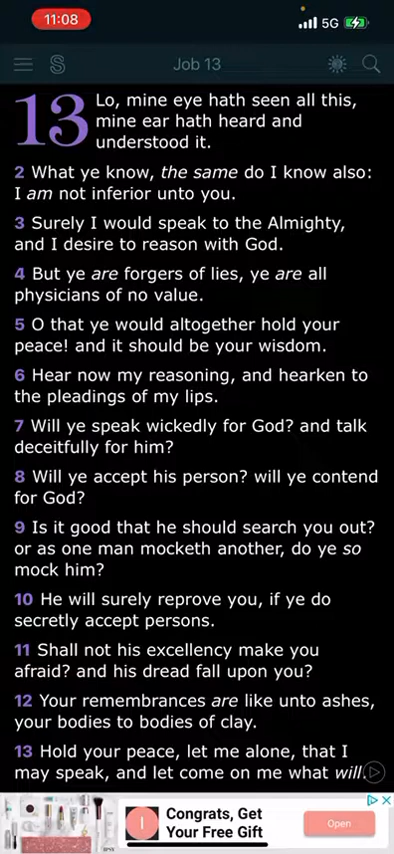 11:08
5G
Job 13
13 Lo, mine eye hath seen all this,
mine ear hath heard and
understood it.
2 What ye know, the same do I know also:
I am not inferior unto you.
3 Surely I would speak to the Almighty,
and I desire to reason with God.
4 But ye are forgers of lies, ye are all
physicians of no value.
5 O that ye would altogether hold your
peace! and it should be your wisdom.
6 Hear now my reasoning, and hearken to
the pleadings of my lips.
7 Will ye speak wickedly for God? and talk
deceitfully for him?
8 Will ye accept his person? will ye contend
for God?
9 Is it good that he should search you out?
or as one man mocketh another, do ye so
mock him?
10 He will surely reprove you, if ye do
secretly accept persons.
11 Shall not his excellency make you
afraid? and his dread fall upon you?
12 Your remembrances are like unto ashes,
your bodies to bodies of clay.
13 Hold your peace, let me alone, that I
may speak, and let come on me what will.
I
Congrats, Get
Your Free Gift
Open